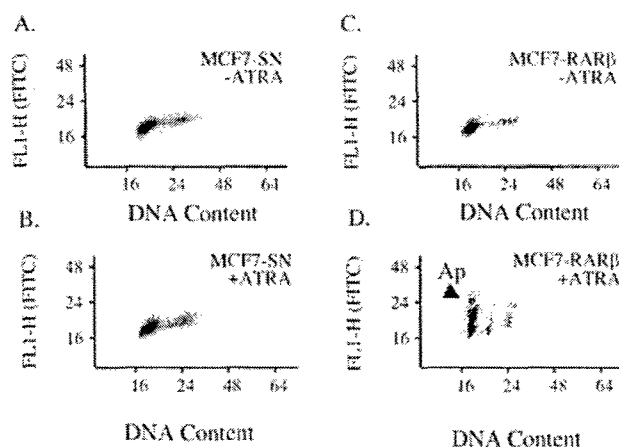 A.
MCF7-SN
-ATRA
FL1-H (FITC)
48
24
16
16 24 48 64
DNA Content
C.
MCF7-RARβ
-ATRA
FL1-H (FITC)
48
24
16
16 24 48 64
DNA Content
B.
MCF7-SN
+ATRA
FL1-H (FITC)
48
24
16
16 24 48 64
DNA Content
D.
MCF7-RARβ
+ATRA
Ap
FL1-H (FITC)
48
24
16
16 24 48 64
DNA Content